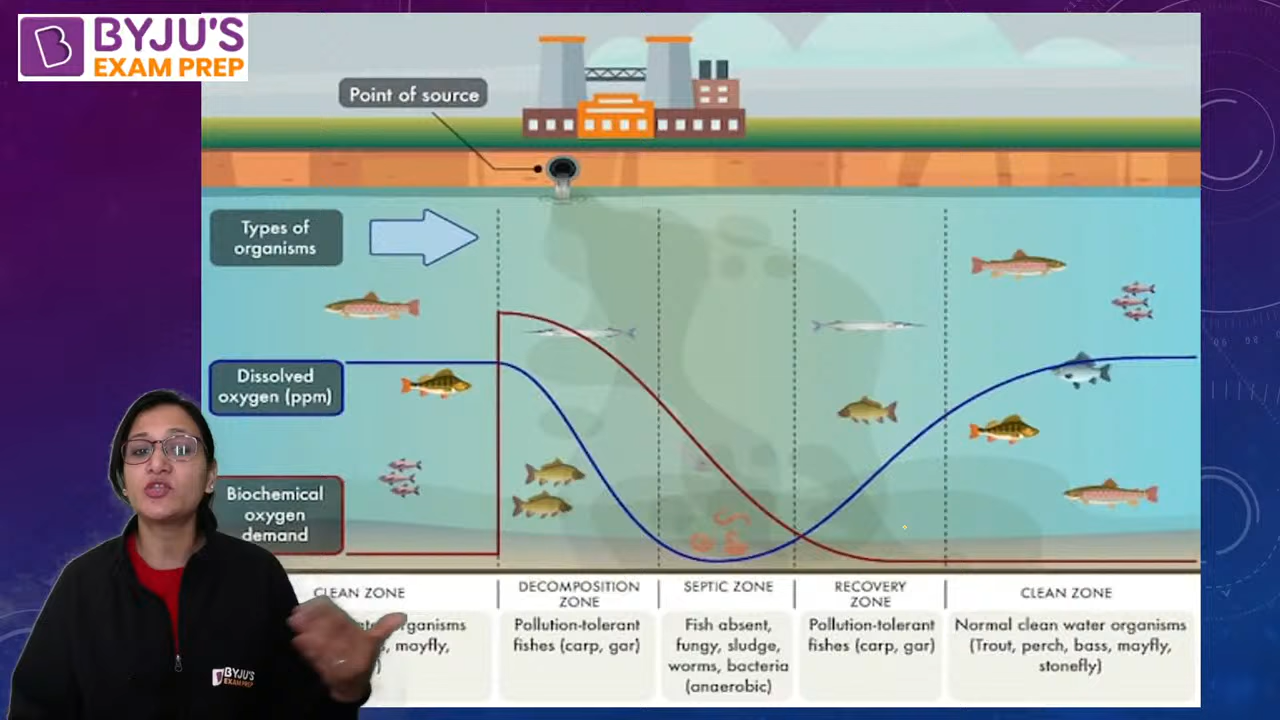 BYJU'S
EXAM PREP
Point of source
Types of
organisms
Dissolved
oxygen (ppm)
Biochemical
oxygen
demand
CLEAN ZONE
DECOMPOSITION
ZONE
SEPTIC ZONE
RECOVERY
ZONE
CLEAN ZONE
organisms
mayfly,
Pollution-tolerant
fishes (carp, gar)
Fish absent,
fungy, sludge,
worms, bacteria
(anaerobic)
Pollution-tolerant
fishes (carp, gar)
Normal clean water organisms
(Trout, perch, bass, mayfly,
stonefly)
BYJU'S
EXAM PREP